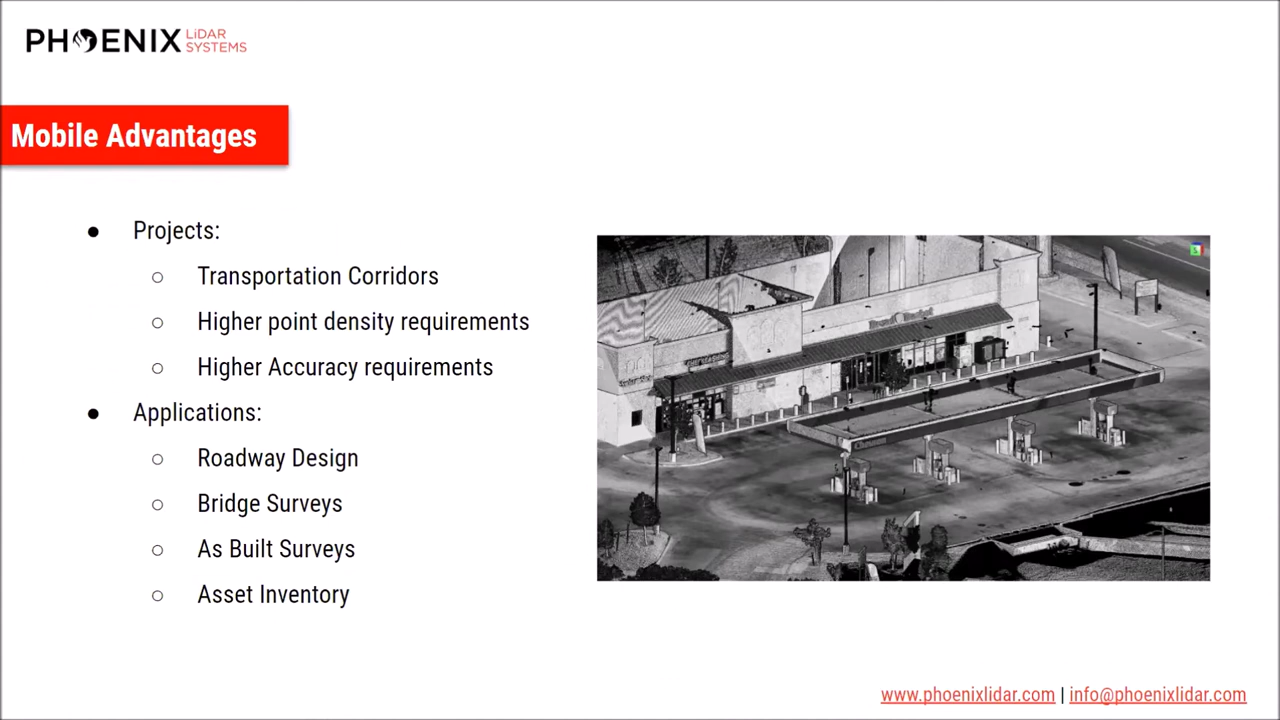 PHOENIX LiDAR SYSTEMS
Mobile Advantages
● Projects:
○ Transportation Corridors
○ Higher point density requirements
○ Higher Accuracy requirements
● Applications:
○ Roadway Design
○ Bridge Surveys
○ As Built Surveys
○ Asset Inventory
www.phoenixlidar.com | info@phoenixlidar.com